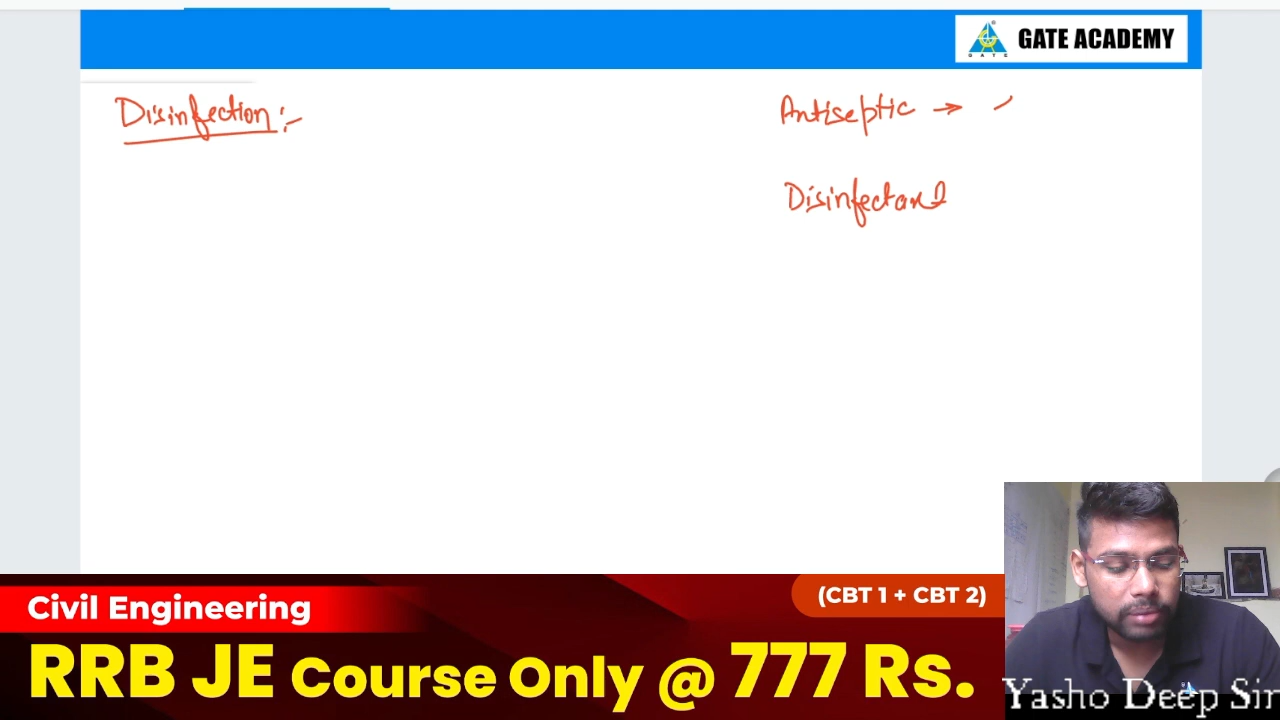 GATE ACADEMY
GATE
Disinfection :-
Antiseptic →
Disinfectant
Civil Engineering
(CBT 1 + CBT 2)
RRB JE Course Only @ 777 Rs.
Yasho Deep Sir